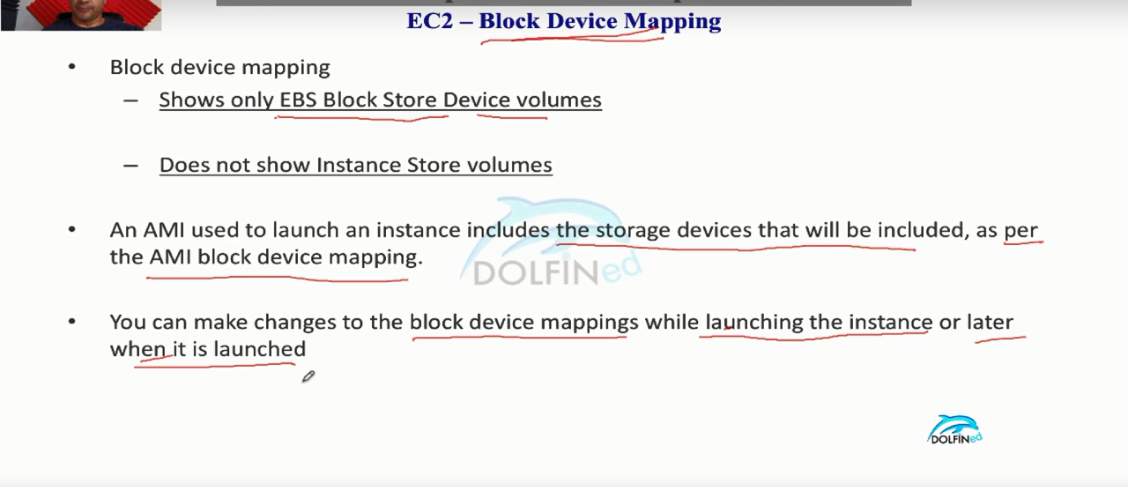 EC2 – Block Device Mapping
• Block device mapping
– Shows only EBS Block Store Device volumes
– Does not show Instance Store volumes
• An AMI used to launch an instance includes the storage devices that will be included, as per
the AMI block device mapping.
DOLFINed
• You can make changes to the block device mappings while launching the instance or later
when it is launched
DOLFINed